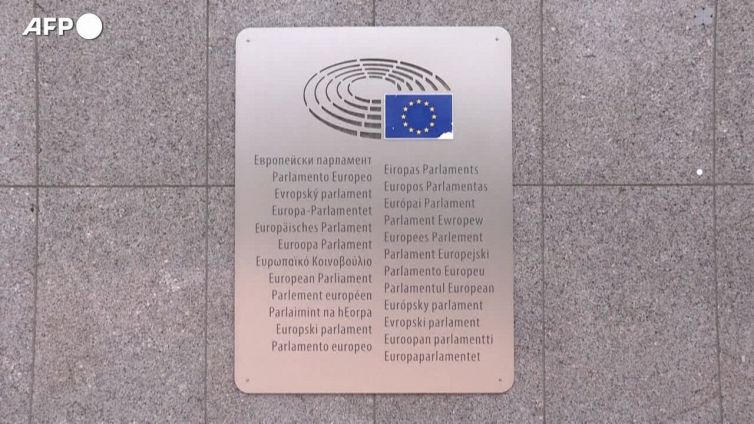 AFP
Европейски парламент
Parlamento Europeo
Evropský parlament
Europa-Parlamentet
Europäisches Parlament
Euroopa Parlament
Ευρωπαϊκό Κοινοβούλιο
European Parliament
Parlement européen
Parlaimint na hEorpa
Europski parlament
Parlamento europeo
Eiropas Parlaments
Europos Parlamentas
Európai Parlament
Parlament Ewropew
Europees Parlement
Parlament Europejski
Parlamento Europeu
Parlamentul European
Európsky parlament
Evropski parlament
Euroopan parlamentti
Europaparlamentet